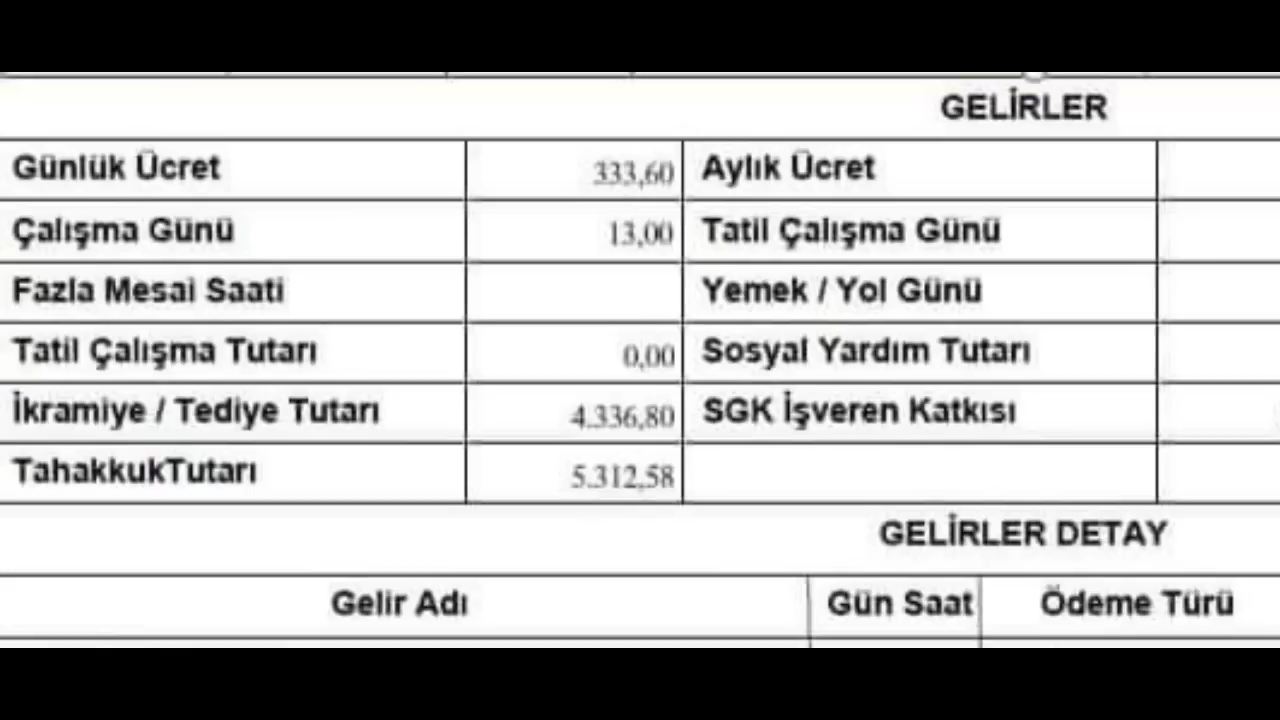 GELİRLER
Günlük Ücret 333,60 Aylık Ücret
Çalışma Günü 13,00 Tatil Çalışma Günü
Fazla Mesai Saati Yemek / Yol Günü
Tatil Çalışma Tutarı 0,00 Sosyal Yardım Tutarı
İkramiye / Tediye Tutarı 4.336,80 SGK İşveren Katkısı
TahakkukTutarı 5.312,58
GELİRLER DETAY
Gelir Adı Gün Saat Ödeme Türü